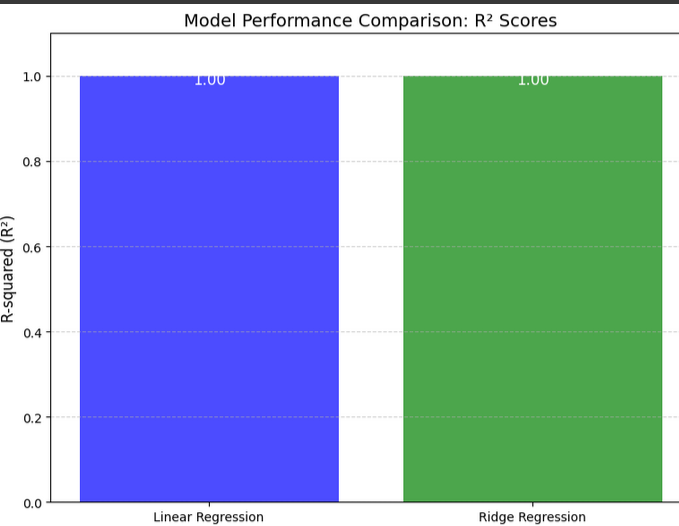 Model Performance Comparison: R² Scores
R-squared (R²)
1.0
0.8
0.6
0.4
0.2
0.0
1.00
1.00
Linear Regression
Ridge Regression